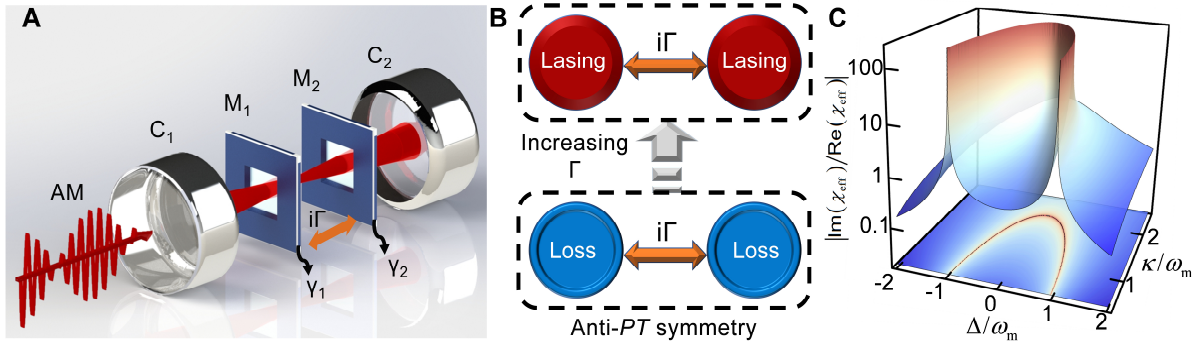 A
AM
C₁
M₁
M₂
C₂
iΓ
γ₁
γ₂
B
Lasing
iΓ
Lasing
Increasing
Γ
Loss
iΓ
Loss
Anti-PT symmetry
C
|Im(χeff)/Re(χeff)|
100
10
1
0.1
-2
-1
0
1
2
Δ/ωm
1
2
κ/ωm